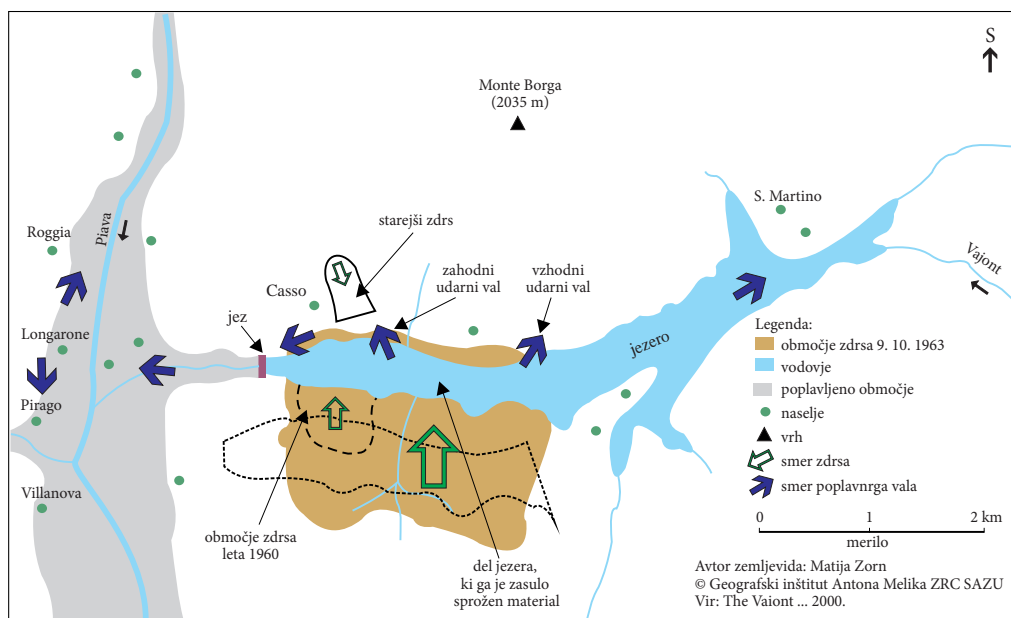 S
Monte Borga
(2035 m)
S. Martino
Roggia
Piava
starejši zdrs
Vajont
zahodni
udarni val
vzhodni
udarni val
Casso
jez
jezero
Longarone
Pirago
Villanova
območje zdrsa
leta 1960
del jezera,
ki ga je zasulo
sprožen material
Legenda:
območje zdrsa 9. 10. 1963
vodovje
poplavljeno območje
naselje
vrh
smer zdrsa
smer poplavnrga vala
0 1 2 km
merilo
Avtor zemljevida: Matija Zorn
© Geografski inštitut Antona Melika ZRC SAZU
Vir: The Vaiont ... 2000.